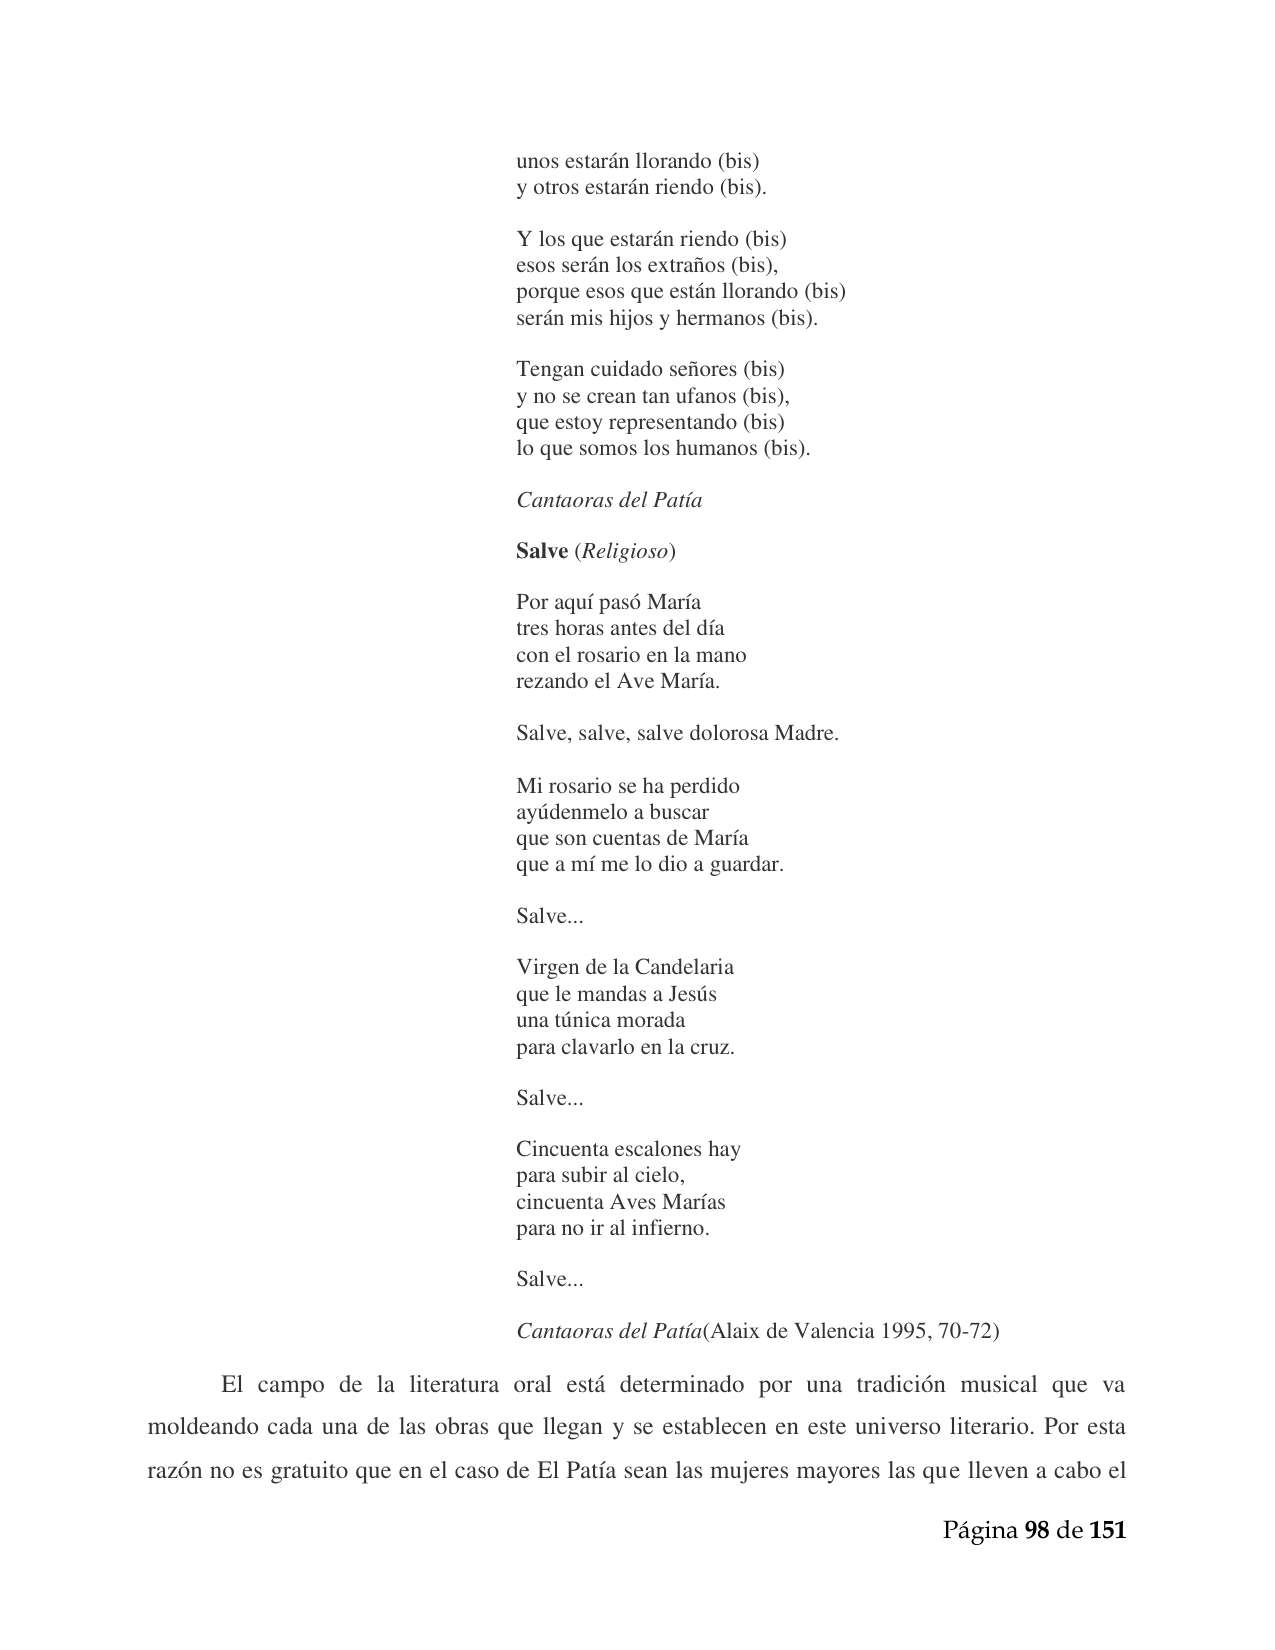 unos estarán llorando (bis)
y otros estarán riendo (bis).
Y los que estarán riendo (bis)
esos serán los extraños (bis),
porque esos que están llorando (bis)
serán mis hijos y hermanos (bis).
Tengan cuidado señores (bis)
y no se crean tan ufanos (bis),
que estoy representando (bis)
lo que somos los humanos (bis).
Cantaoras del Patía
Salve (Religioso)
Por aquí pasó María
tres horas antes del día
con el rosario en la mano
rezando el Ave María.
Salve, salve, salve dolorosa Madre.
Mi rosario se ha perdido
ayúdenmelo a buscar
que son cuentas de María
que a mí me lo dio a guardar.
Salve...
Virgen de la Candelaria
que le mandas a Jesús
una túnica morada
para clavarlo en la cruz.
Salve...
Cincuenta escalones hay
para subir al cielo,
cincuenta Aves Marías
para no ir al infierno.
Salve...
Cantaoras del Patía(Alaix de Valencia 1995, 70-72)
El campo de la literatura oral está determinado por una tradición musical que va
moldeando cada una de las obras que llegan y se establecen en este universo literario. Por esta
razón no es gratuito que en el caso de El Patía sean las mujeres mayores las que lleven a cabo el
Página 98 de 151